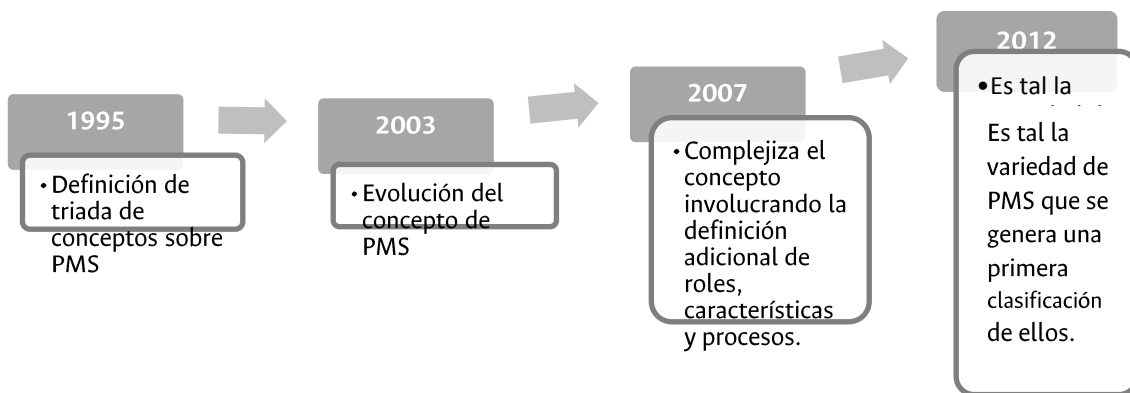 1995
• Definición de
triada de
conceptos sobre
PMS
2003
• Evolución del
concepto de
PMS
2007
• Complejiza el
concepto
involucrando la
definición
adicional de
roles,
características
y procesos.
2012
• Es tal la
Es tal la
variedad de
PMS que se
genera una
primera
clasificación
de ellos.